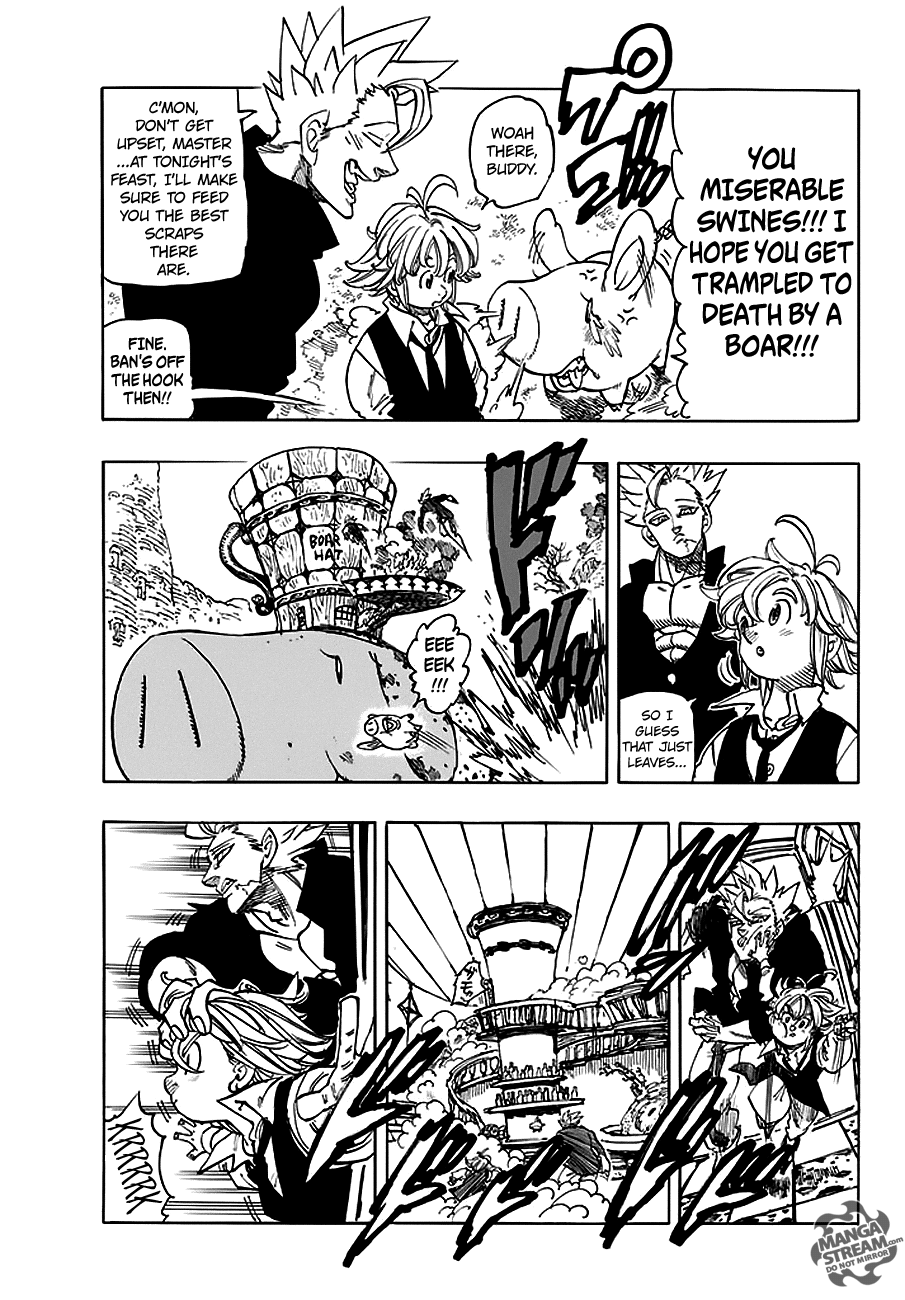 YOU
MISERABLE
SWINES!!! I
HOPE YOU GET
TRAMPLED TO
DEATH BY A
BOAR!!!
WOAH
THERE,
BUDDY.
C'MON,
DON'T GET
UPSET, MASTER
...AT TONIGHT'S
FEAST, I'LL MAKE
SURE TO FEED
YOU THE BEST
SCRAPS
THERE
ARE.
FINE.
BAN'S OFF
THE HOOK
THEN!!
SO I
GUESS
THAT JUST
LEAVES...
BOAR
HAT
EEE
EEK
!!!
XRRRRRRK
MANGA
STREAM.com
DO NOT MIRROR